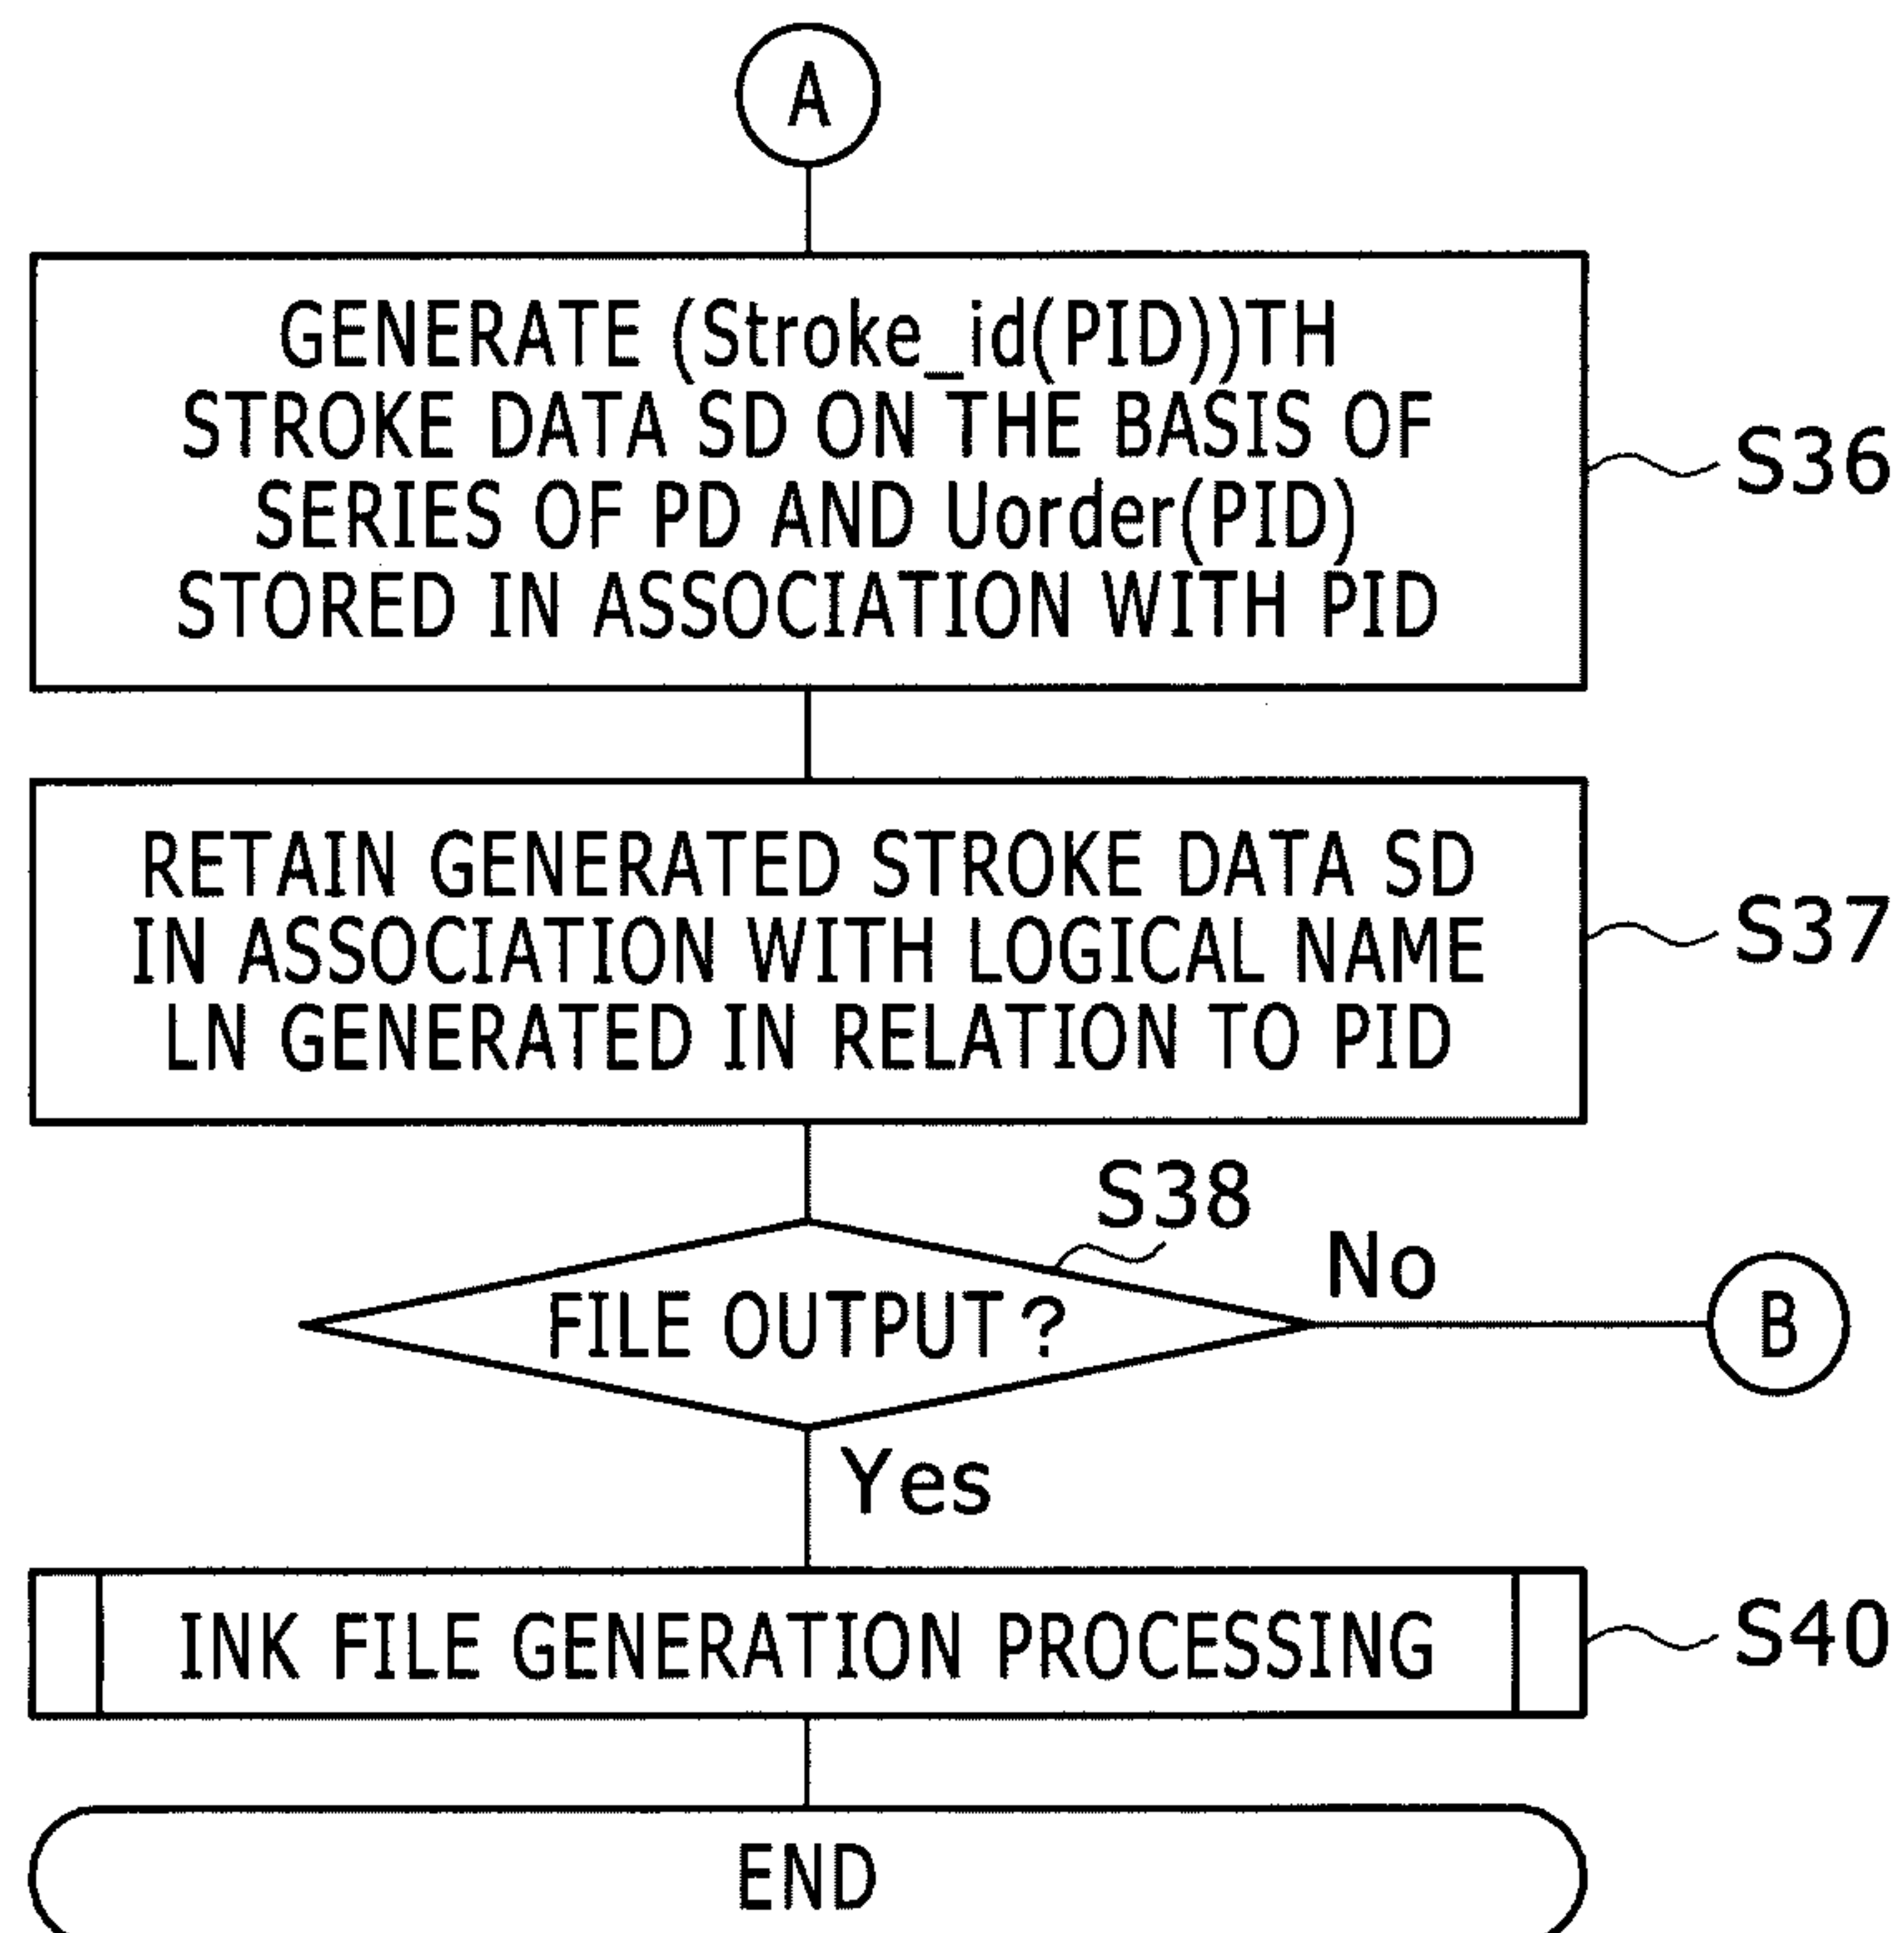 A
GENERATE (Stroke_id(PID))TH
STROKE DATA SD ON THE BASIS OF
SERIES OF PD AND Uorder(PID)
STORED IN ASSOCIATION WITH PID
S36
RETAIN GENERATED STROKE DATA SD
IN ASSOCIATION WITH LOGICAL NAME
LN GENERATED IN RELATION TO PID
S37
S38
FILE OUTPUT?
No
B
Yes
INK FILE GENERATION PROCESSING
S40
END